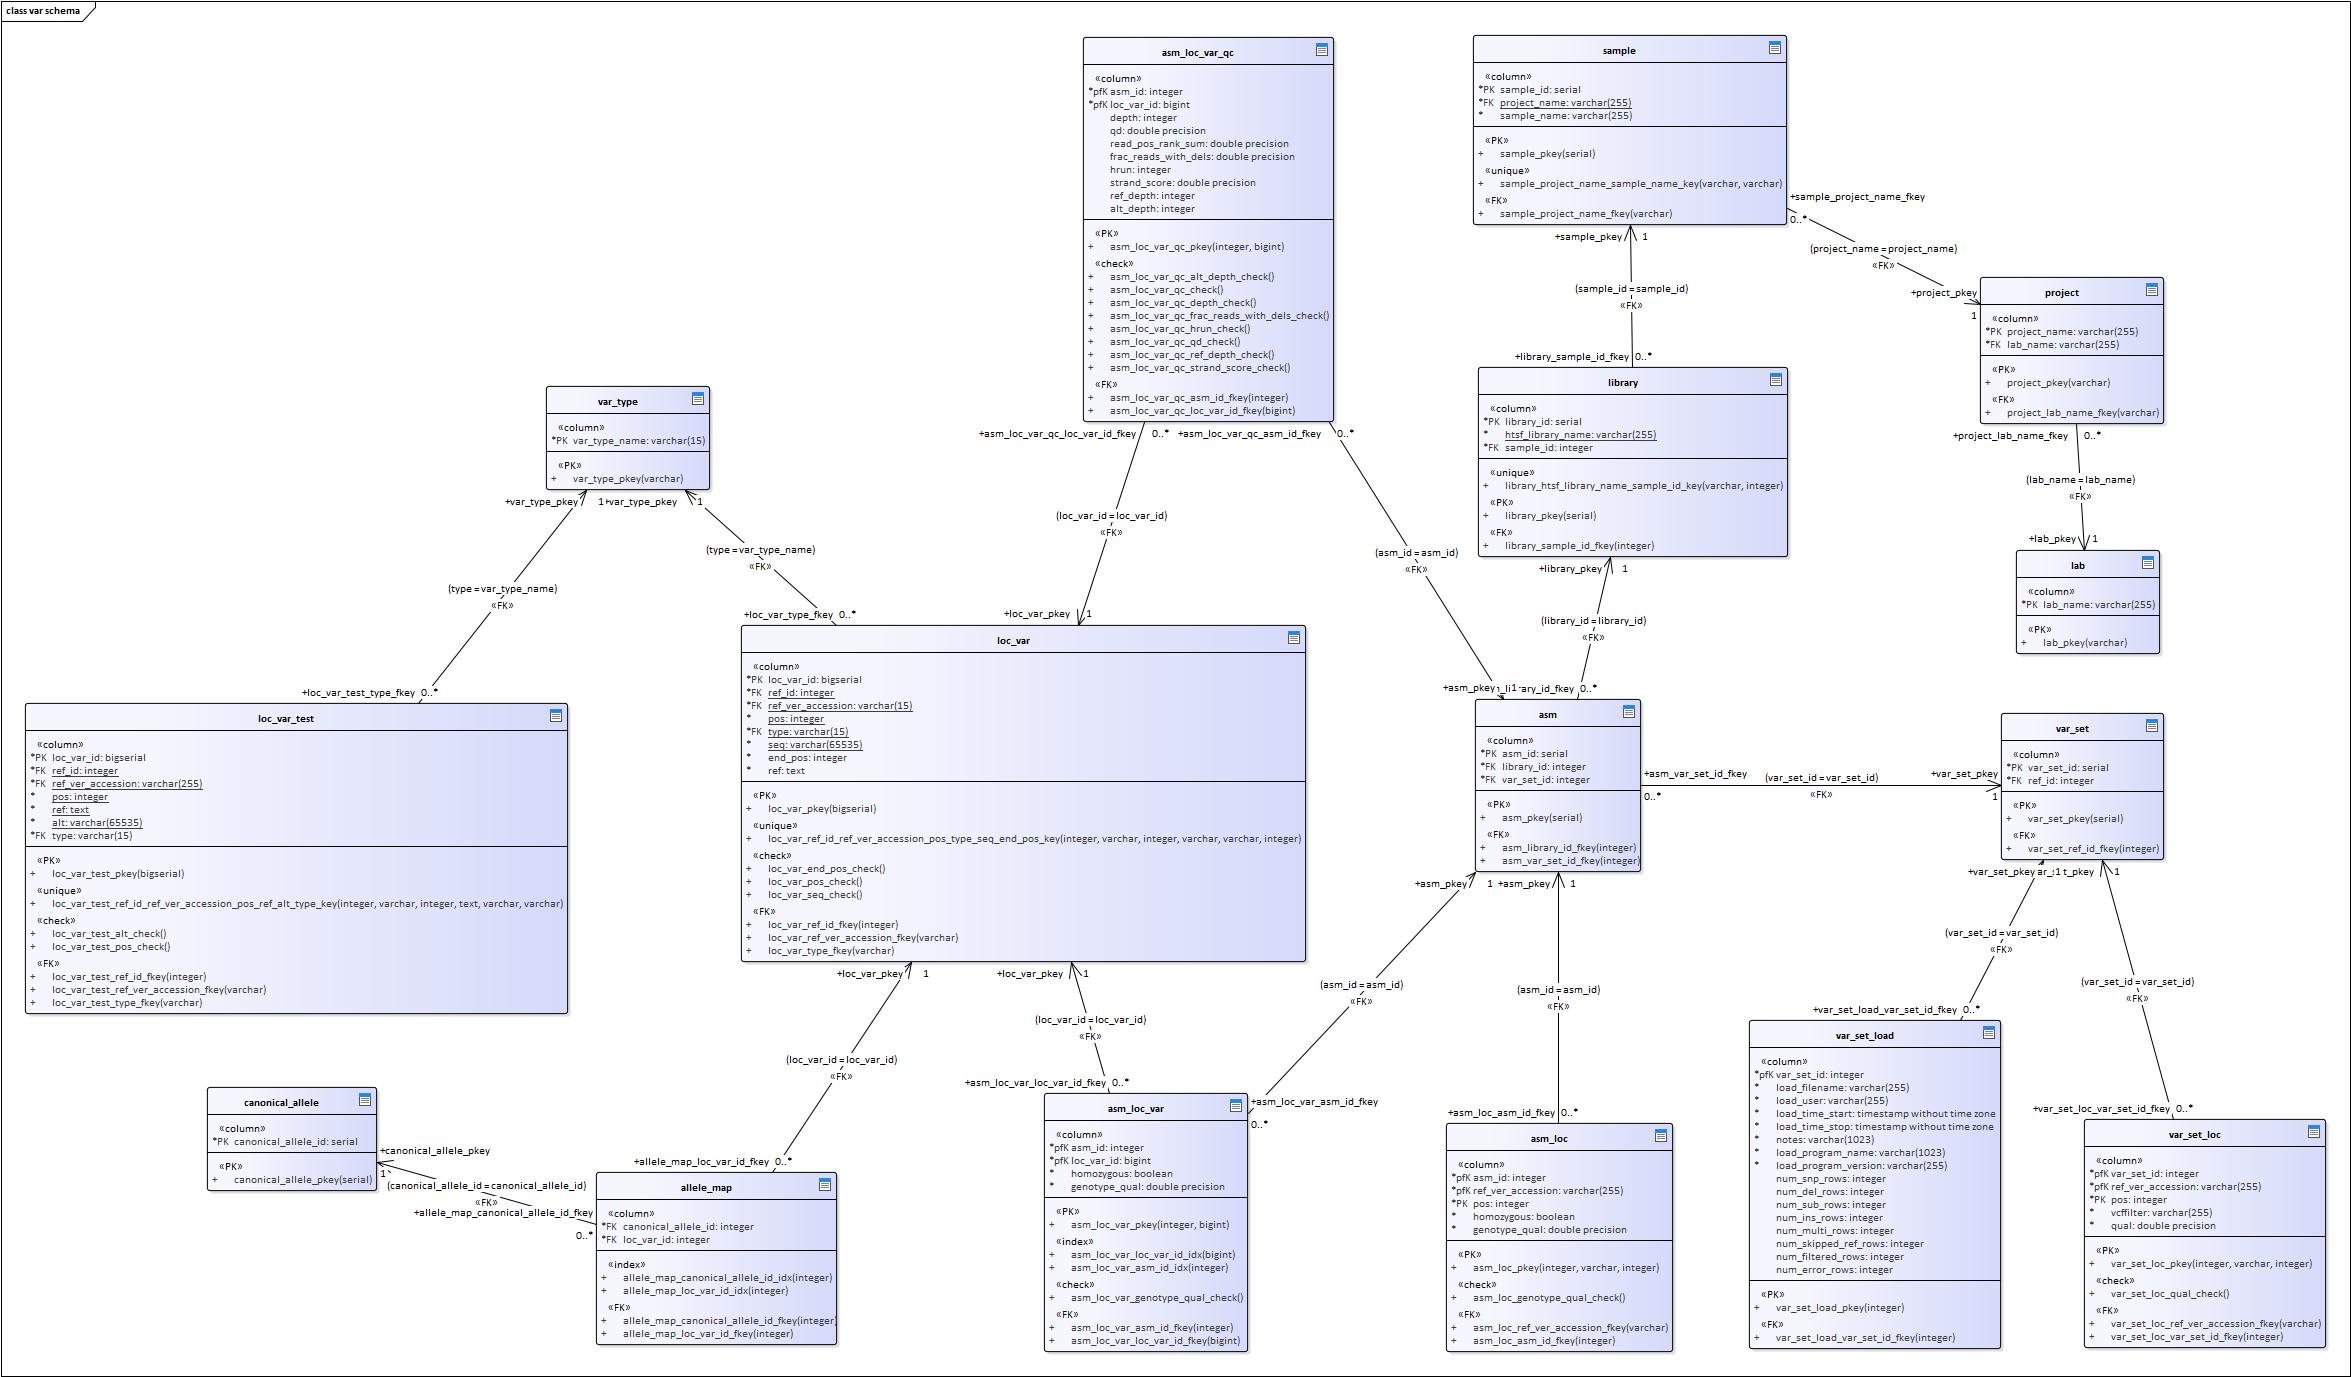 class var schema
asm_loc_var_qc
«column»
*pfK asm_id: integer
*pfK loc_var_id: bigint
depth: integer
qd: double precision
read_pos_rank_sum: double precision
frac_reads_with_dels: double precision
hrun: integer
strand_score: double precision
ref_depth: integer
alt_depth: integer
«PK»
+ asm_loc_var_qc_pkey(integer, bigint)
«check»
+ asm_loc_var_qc_alt_depth_check()
+ asm_loc_var_qc_check()
+ asm_loc_var_qc_depth_check()
+ asm_loc_var_qc_frac_reads_with_dels_check()
+ asm_loc_var_qc_hrun_check()
+ asm_loc_var_qc_qd_check()
+ asm_loc_var_qc_ref_depth_check()
+ asm_loc_var_qc_strand_score_check()
«FK»
+ asm_loc_var_qc_asm_id_fkey(integer)
+ asm_loc_var_qc_loc_var_id_fkey(bigint)
sample
«column»
*PK sample_id: serial
*FK project_name: varchar(255)
* sample_name: varchar(255)
«PK»
+ sample_pkey(serial)
«unique»
+ sample_project_name_sample_name_key(varchar, varchar)
«FK»
+ sample_project_name_fkey(varchar)
+sample_project_name_fkey
0..*
(project_name = project_name)
«FK»
+project_pkey
1
+sample_pkey 1
(sample_id = sample_id)
«FK»
+library_sample_id_fkey 0..*
project
«column»
*PK project_name: varchar(255)
*FK lab_name: varchar(255)
«PK»
+ project_pkey(varchar)
«FK»
+ project_lab_name_fkey(varchar)
+project_lab_name_fkey 0..*
(lab_name = lab_name)
«FK»
+lab_pkey 1
lab
«column»
*PK lab_name: varchar(255)
«PK»
+ lab_pkey(varchar)
library
«column»
*PK library_id: serial
* htsf_library_name: varchar(255)
*FK sample_id: integer
«unique»
+ library_htsf_library_name_sample_id_key(varchar, integer)
«PK»
+ library_pkey(serial)
«FK»
+ library_sample_id_fkey(integer)
+library_pkey 1
(library_id = library_id)
«FK»
var_type
«column»
*PK var_type_name: varchar(15)
«PK»
+ var_type_pkey(varchar)
+var_type_pkey 1
+var_type_pkey 1
(type = var_type_name)
«FK»
(type = var_type_name)
«FK»
+loc_var_test_type_fkey 0..*
+loc_var_type_fkey 0..*
+asm_loc_var_qc_loc_var_id_fkey 0..*
+asm_loc_var_qc_asm_id_fkey 0..*
(loc_var_id = loc_var_id)
«FK»
+loc_var_pkey 1
(asm_id = asm_id)
«FK»
+asm_pkey 1 ary_id_fkey 0..*
loc_var_test
«column»
*PK loc_var_id: bigserial
*FK ref_id: integer
*FK ref_ver_accession: varchar(255)
* pos: integer
* ref: text
* alt: varchar(65535)
*FK type: varchar(15)
«PK»
+ loc_var_test_pkey(bigserial)
«unique»
+ loc_var_test_ref_id_ref_ver_accession_pos_ref_alt_type_key(integer, varchar, integer, text, varchar, varchar)
«check»
+ loc_var_test_alt_check()
+ loc_var_test_pos_check()
«FK»
+ loc_var_test_ref_id_fkey(integer)
+ loc_var_test_ref_ver_accession_fkey(varchar)
+ loc_var_test_type_fkey(varchar)
loc_var
«column»
*PK loc_var_id: bigserial
*FK ref_id: integer
*FK ref_ver_accession: varchar(15)
* pos: integer
*FK type: varchar(15)
* seq: varchar(65535)
* end_pos: integer
* ref: text
«PK»
+ loc_var_pkey(bigserial)
«unique»
+ loc_var_ref_id_ref_ver_accession_pos_type_seq_end_pos_key(integer, varchar, integer, varchar, varchar, integer)
«check»
+ loc_var_end_pos_check()
+ loc_var_pos_check()
+ loc_var_seq_check()
«FK»
+ loc_var_ref_id_fkey(integer)
+ loc_var_ref_ver_accession_fkey(varchar)
+ loc_var_type_fkey(varchar)
asm
«column»
*PK asm_id: serial
*FK library_id: integer
*FK var_set_id: integer
«PK»
+ asm_pkey(serial)
«FK»
+ asm_library_id_fkey(integer)
+ asm_var_set_id_fkey(integer)
+asm_var_set_id_fkey
0..*
(var_set_id = var_set_id)
«FK»
+var_set_pkey
1
var_set
«column»
*PK var_set_id: serial
*FK ref_id: integer
«PK»
+ var_set_pkey(serial)
«FK»
+ var_set_ref_id_fkey(integer)
+var_set_pkey 1 t_pkey 1
(var_set_id = var_set_id)
«FK»
+var_set_load_var_set_id_fkey 0..*
(var_set_id = var_set_id)
«FK»
+var_set_loc_var_set_id_fkey 0..*
+asm_pkey 1
+asm_pkey 1
(asm_id = asm_id)
«FK»
(asm_id = asm_id)
«FK»
+asm_loc_var_asm_id_fkey
0..*
+asm_loc_asm_id_fkey 0..*
+loc_var_pkey 1
+loc_var_pkey 1
(loc_var_id = loc_var_id)
«FK»
(loc_var_id = loc_var_id)
«FK»
+allele_map_loc_var_id_fkey 0..*
+asm_loc_var_loc_var_id_fkey 0..*
canonical_allele
«column»
*PK canonical_allele_id: serial
«PK»
+ canonical_allele_pkey(serial)
+canonical_allele_pkey
1
(canonical_allele_id = canonical_allele_id)
«FK»
+allele_map_canonical_allele_id_fkey
0..*
allele_map
«column»
*FK canonical_allele_id: integer
*FK loc_var_id: integer
«index»
+ allele_map_canonical_allele_id_idx(integer)
+ allele_map_loc_var_id_idx(integer)
«FK»
+ allele_map_canonical_allele_id_fkey(integer)
+ allele_map_loc_var_id_fkey(integer)
asm_loc_var
«column»
*pfK asm_id: integer
*pfK loc_var_id: bigint
* homozygous: boolean
* genotype_qual: double precision
«PK»
+ asm_loc_var_pkey(integer, bigint)
«index»
+ asm_loc_var_loc_var_id_idx(bigint)
+ asm_loc_var_asm_id_idx(integer)
«check»
+ asm_loc_var_genotype_qual_check()
«FK»
+ asm_loc_var_asm_id_fkey(integer)
+ asm_loc_var_loc_var_id_fkey(bigint)
asm_loc
«column»
*pfK asm_id: integer
*pfK ref_ver_accession: varchar(255)
*PK pos: integer
* homozygous: boolean
* genotype_qual: double precision
«PK»
+ asm_loc_pkey(integer, varchar, integer)
«check»
+ asm_loc_genotype_qual_check()
«FK»
+ asm_loc_ref_ver_accession_fkey(varchar)
+ asm_loc_asm_id_fkey(integer)
var_set_load
«column»
*pfK var_set_id: integer
* load_filename: varchar(255)
* load_user: varchar(255)
* load_time_start: timestamp without time zone
* load_time_stop: timestamp without time zone
* notes: varchar(1023)
* load_program_name: varchar(1023)
* load_program_version: varchar(255)
num_snp_rows: integer
num_del_rows: integer
num_sub_rows: integer
num_ins_rows: integer
num_multi_rows: integer
num_skipped_ref_rows: integer
num_filtered_rows: integer
num_error_rows: integer
«PK»
+ var_set_load_pkey(integer)
«FK»
+ var_set_load_var_set_id_fkey(integer)
var_set_loc
«column»
*pfK var_set_id: integer
*pfK ref_ver_accession: varchar(255)
*PK pos: integer
* vcffilter: varchar(255)
* qual: double precision
«PK»
+ var_set_loc_pkey(integer, varchar, integer)
«check»
+ var_set_loc_qual_check()
«FK»
+ var_set_loc_ref_ver_accession_fkey(varchar)
+ var_set_loc_var_set_id_fkey(integer)